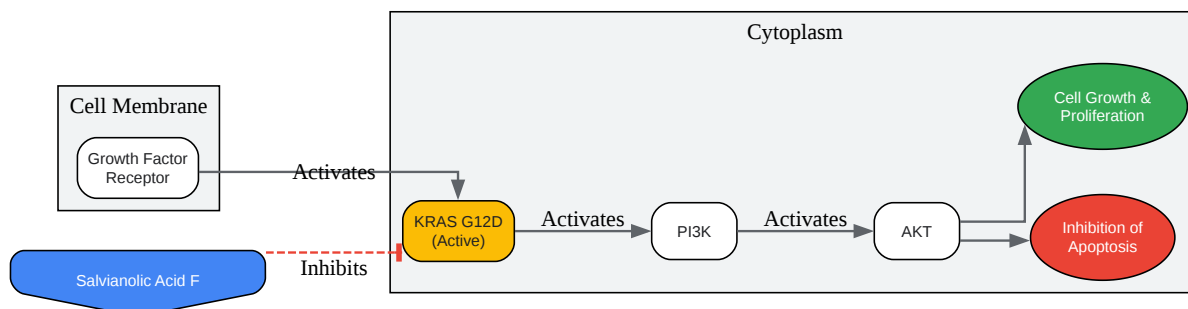 Cytoplasm
Cell Membrane
Growth Factor
Receptor
Activates
KRAS G12D
(Active)
Activates
PI3K
Activates
AKT
Cell Growth &
Proliferation
Inhibition of
Apoptosis
Salvianolic Acid F
Inhibits